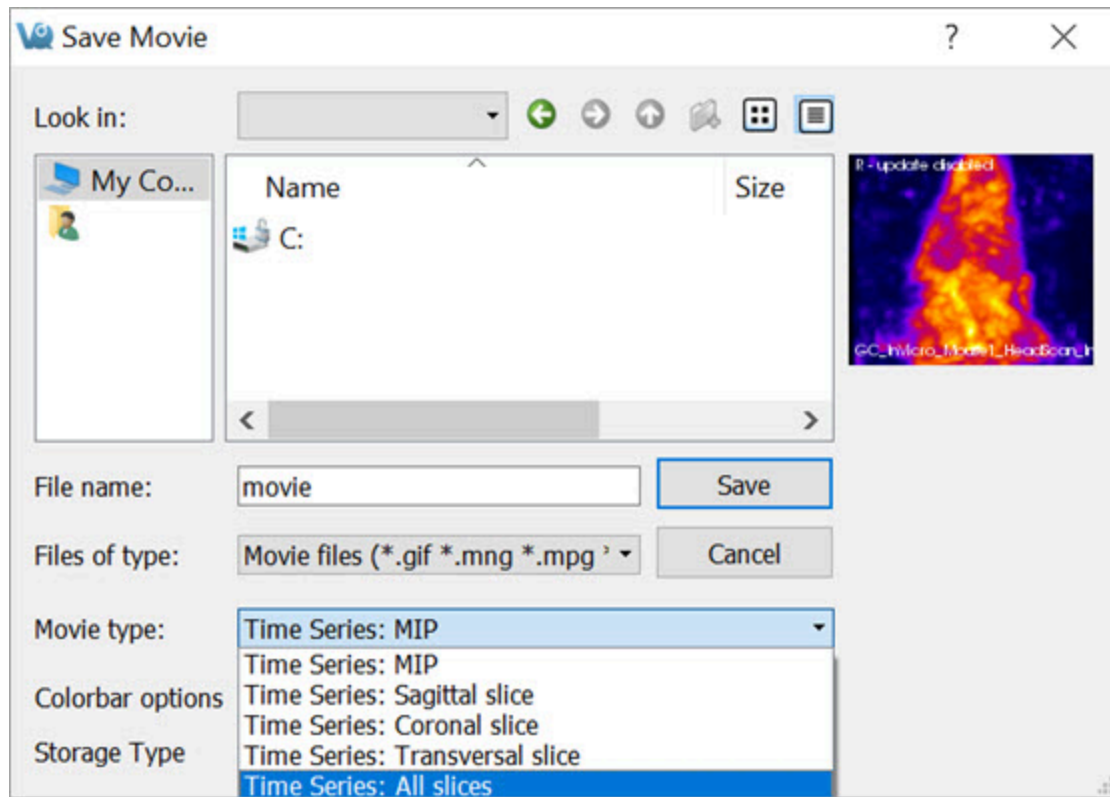 Save Movie
?
Look in:
My Co...
Name
Size
C:
R - update disabled
File name:
movie
Save
Files of type:
Movie files (*.gif *.mng *.mpg
Cancel
Movie type:
Time Series: MIP
Time Series: MIP
Time Series: Sagittal slice
Colorbar options
Time Series: Coronal slice
Storage Type
Time Series: Transversal slice
Time Series: All slices